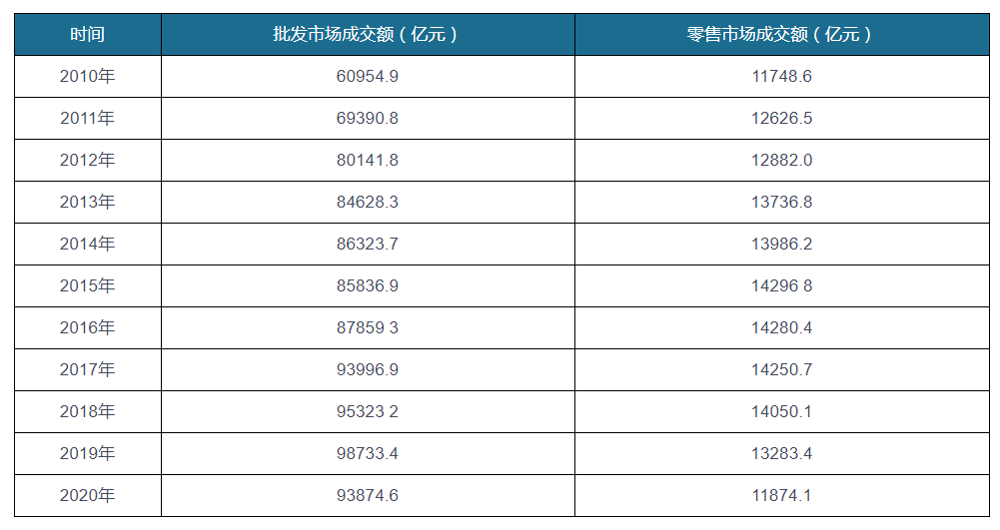 时间 批发市场成交额（亿元） 零售市场成交额（亿元）
2010年 60954.9 11748.6
2011年 69390.8 12626.5
2012年 80141.8 12882.0
2013年 84628.3 13736.8
2014年 86323.7 13986.2
2015年 85836.9 14296 8
2016年 87859 3 14280.4
2017年 93996.9 14250.7
2018年 95323 2 14050.1
2019年 98733.4 13283.4
2020年 93874.6 11874.1